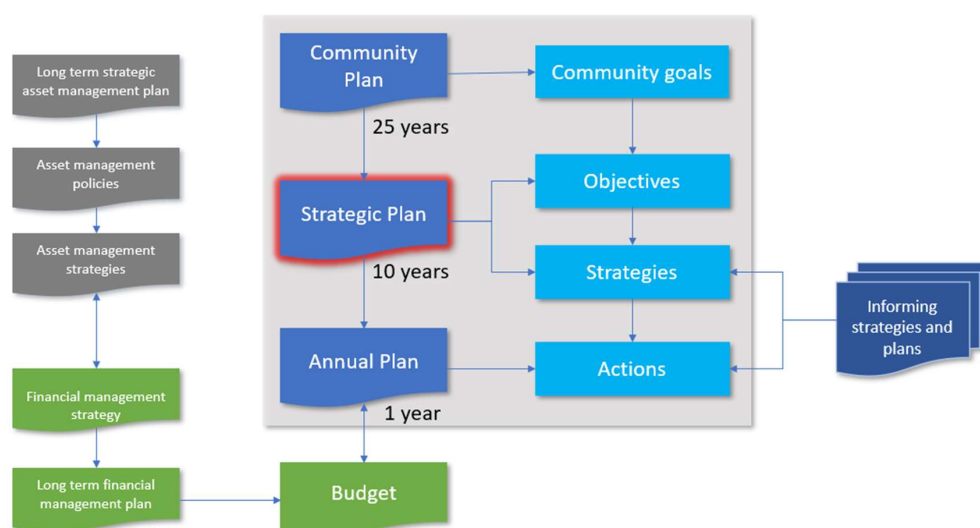 Long term strategic
asset management plan
Asset management
policies
Asset management
strategies
Financial management
strategy
Long term financial
management plan
Community
Plan
25 years
Strategic Plan
10 years
Annual Plan
1 year
Budget
Community goals
Objectives
Strategies
Actions
Informing
strategies and
plans